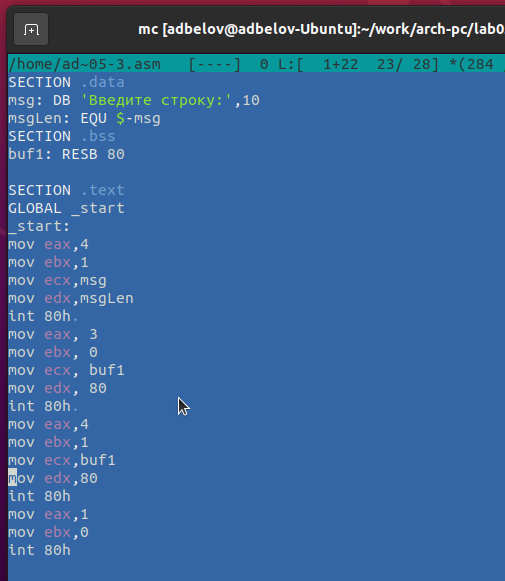 mc [adbelov@adbelov-Ubuntu]:~/work/arch-pc/lab0
/home/ad~05-3.asm [----] 0 L:[ 1+22 23/ 28] *(284
SECTION .data
msg: DB 'Введите строку:',10
msgLen: EQU $-msg
SECTION .bss
buf1: RESB 80
SECTION .text
GLOBAL _start
_start:
mov eax,4
mov ebx,1
mov ecx,msg
mov edx,msgLen
int 80h.
mov eax, 3
mov ebx, 0
mov ecx, buf1
mov edx, 80
int 80h.
mov eax,4
mov ebx,1
mov ecx,buf1
mov edx,80
int 80h
mov eax,1
mov ebx,0
int 80h